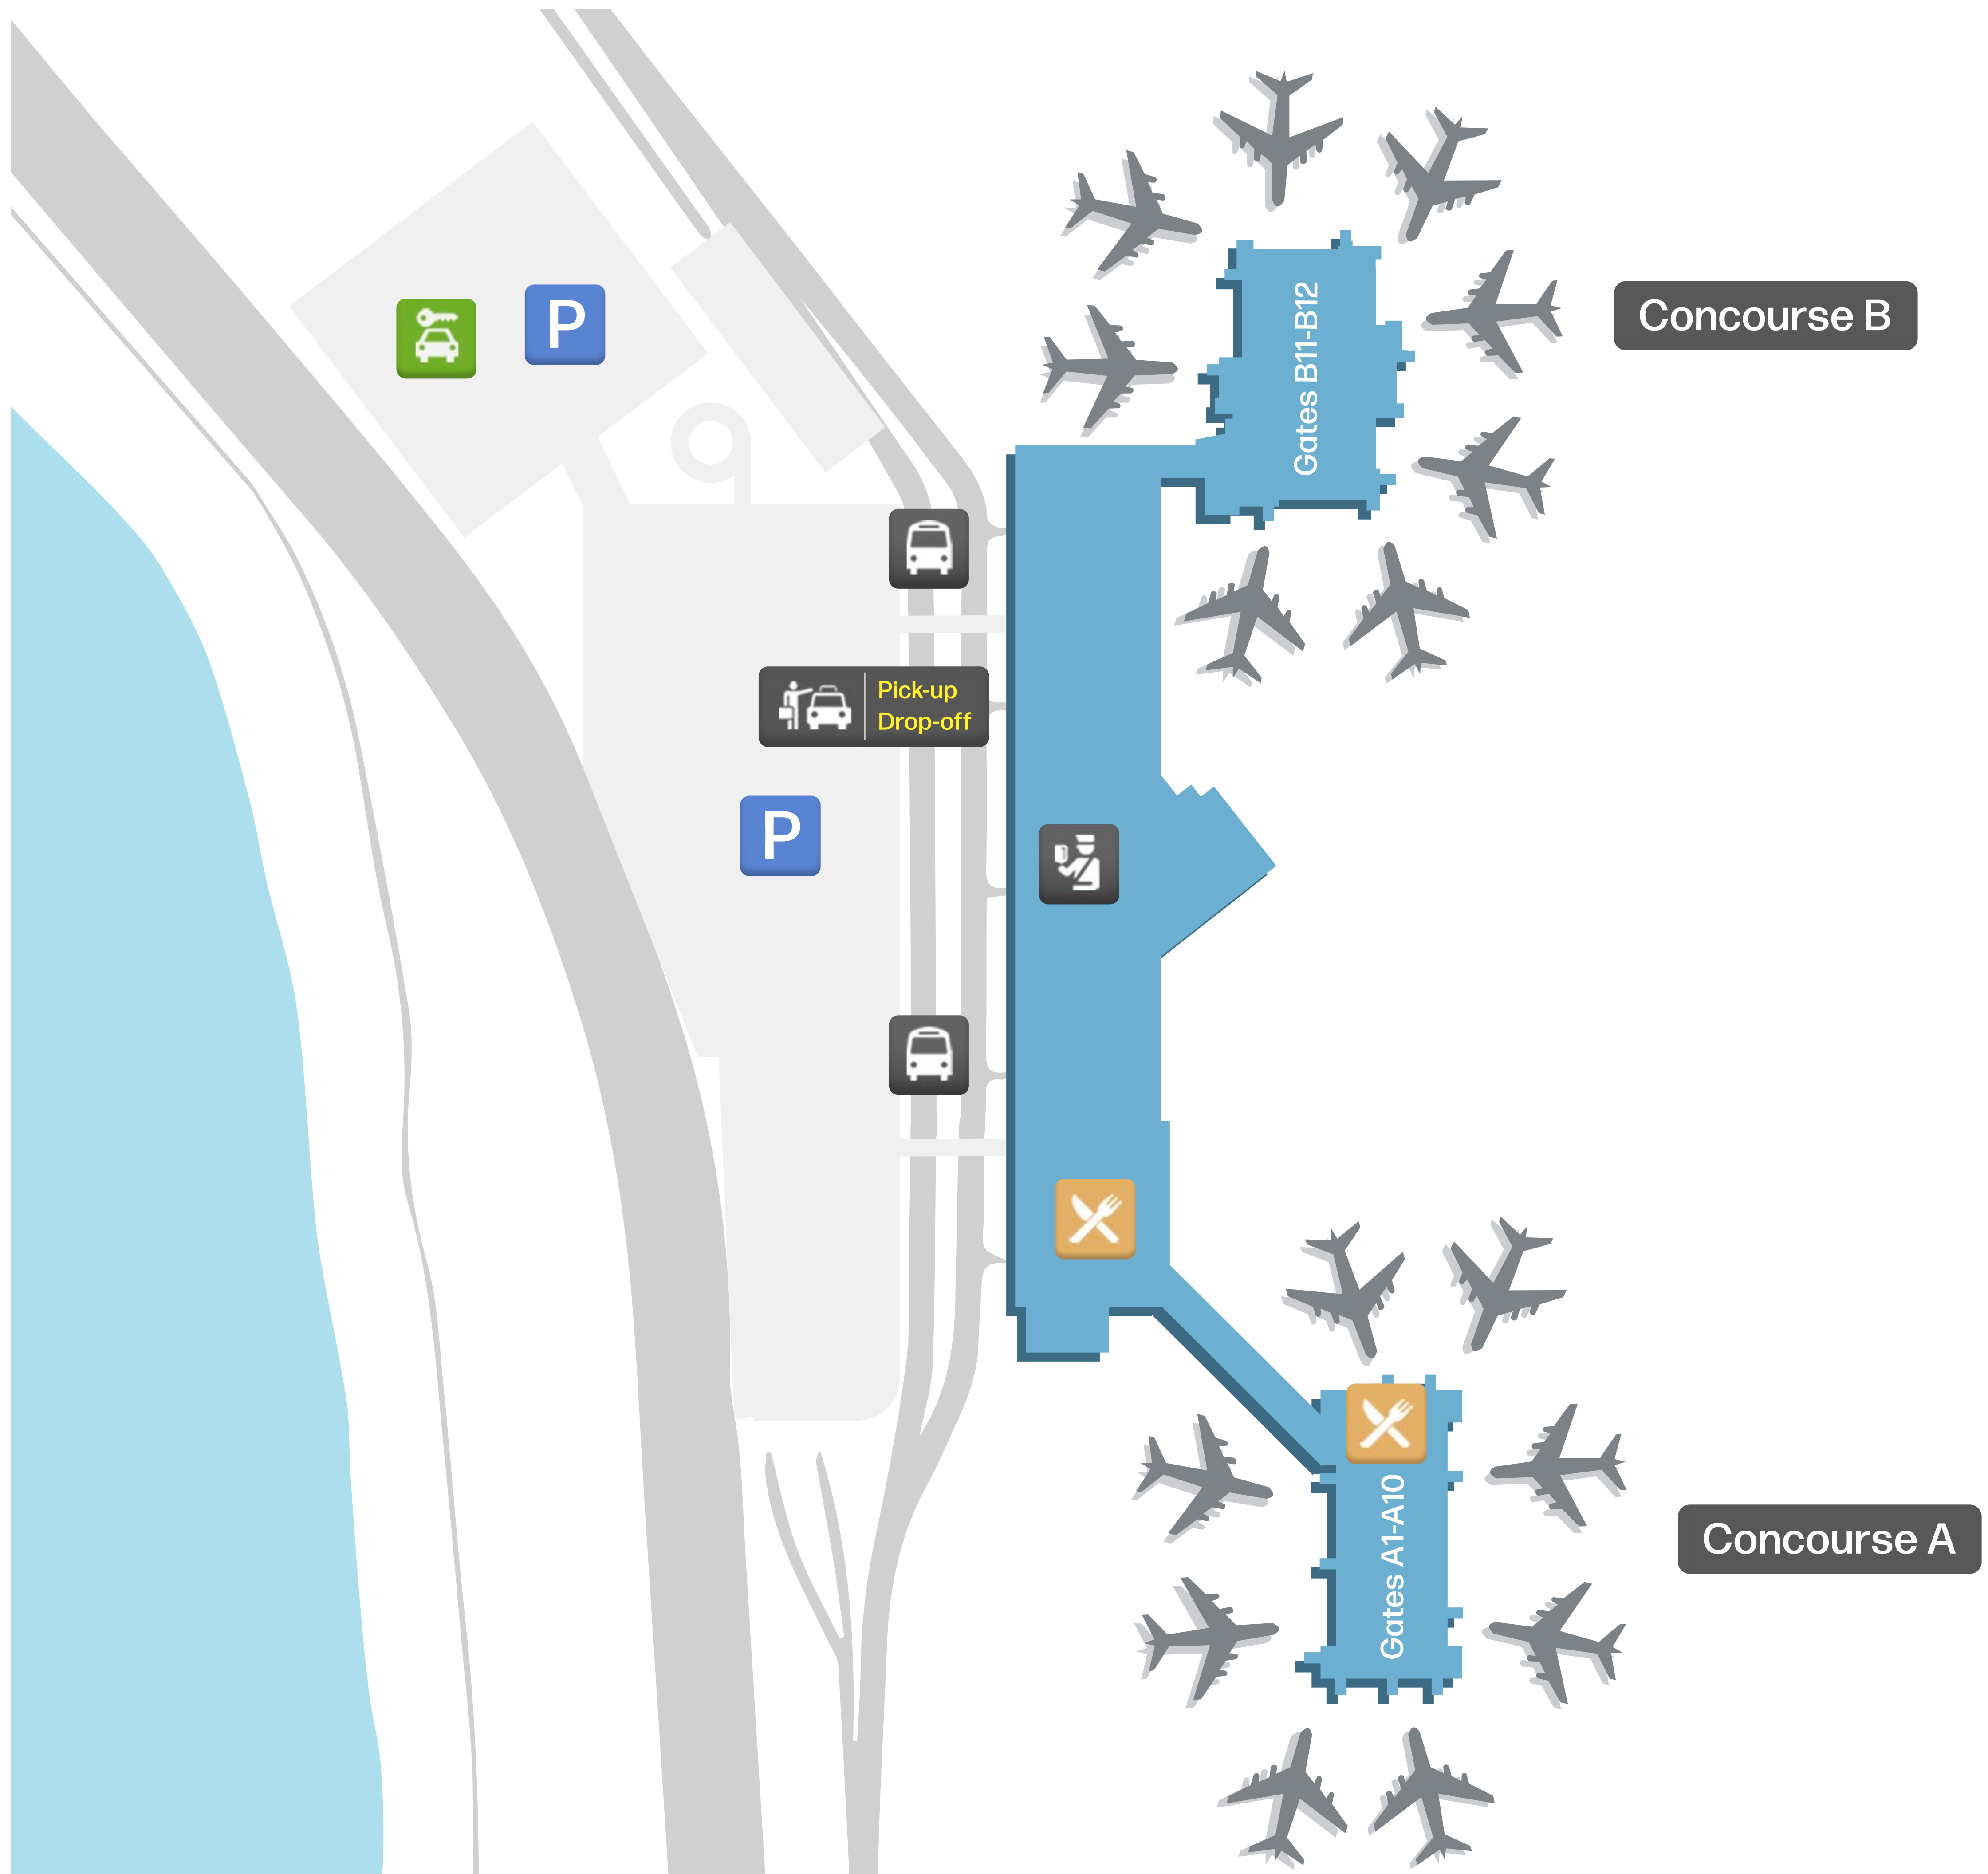 Concourse B
Gates B11-B12
P
Pick-up
Drop-off
P
Gates A1-A10
Concourse A